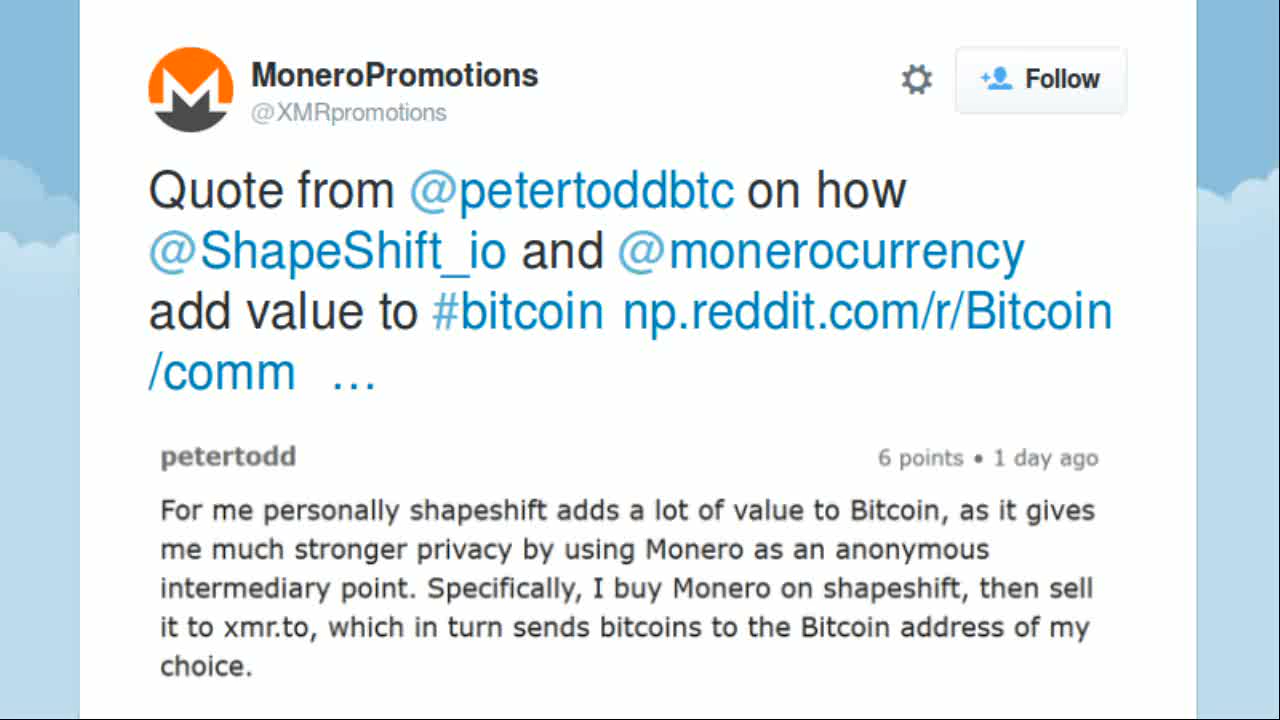 MoneroPromotions
@XMRpromotions
Follow
Quote from @petertoddbtc on how
@ShapeShift_io and @monerocurrency
add value to #bitcoin np.reddit.com/r/Bitcoin
/comm …
petertodd 6 points • 1 day ago
For me personally shapeshift adds a lot of value to Bitcoin, as it gives
me much stronger privacy by using Monero as an anonymous
intermediary point. Specifically, I buy Monero on shapeshift, then sell
it to xmr.to, which in turn sends bitcoins to the Bitcoin address of my
choice.